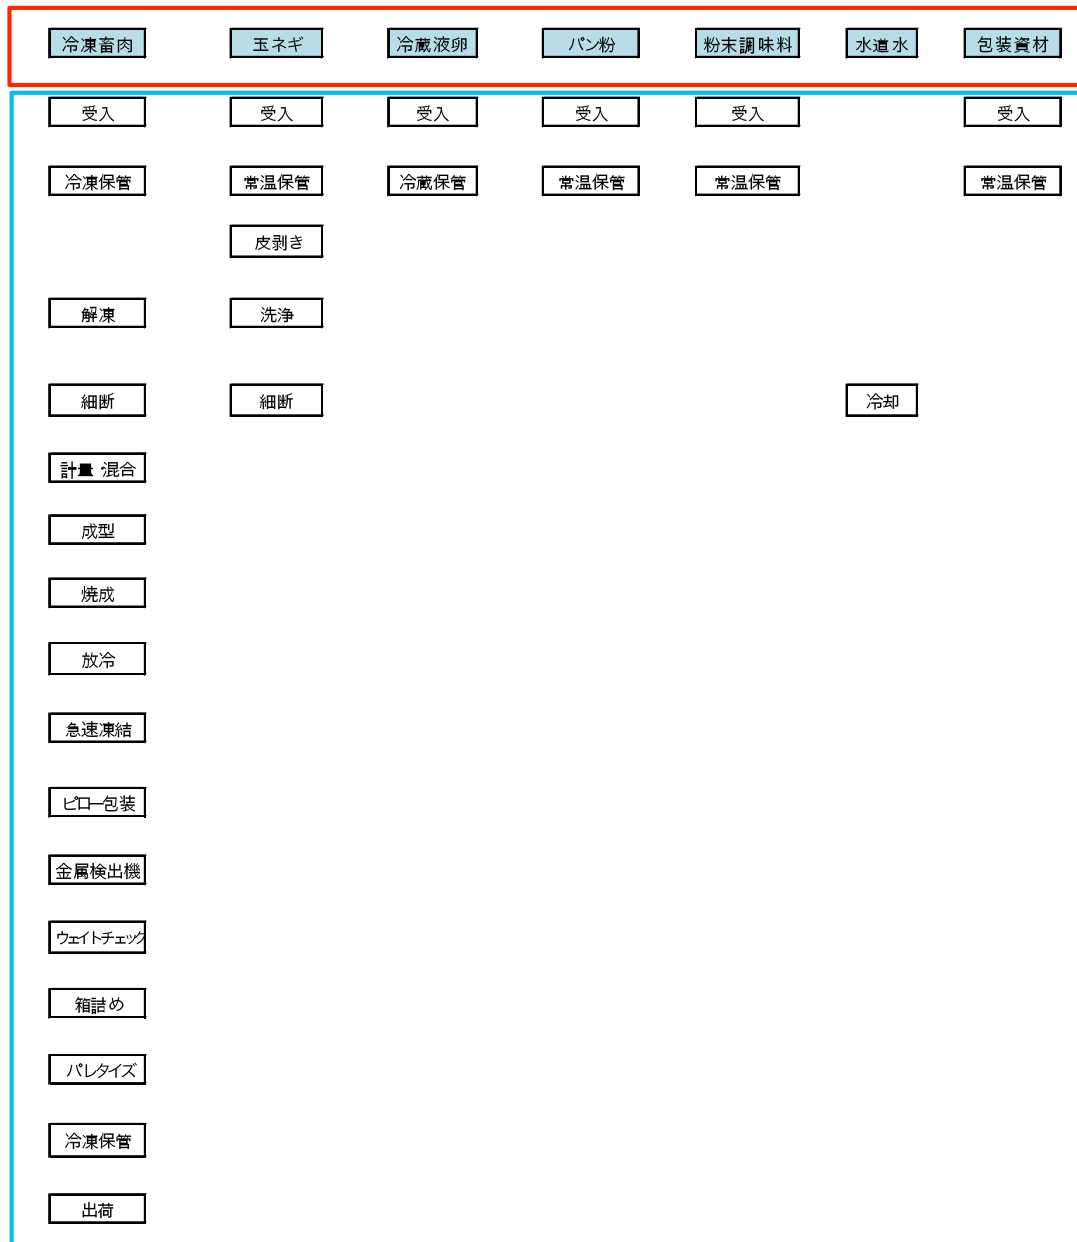 冷凍畜肉 玉ネギ 冷蔵液卵 パン粉 粉末調味料 水道水 包装資材
受入 受入 受入 受入 受入 受入
冷凍保管 常温保管 冷蔵保管 常温保管 常温保管 常温保管
皮剥き
解凍 洗浄
細断 細断 冷却
計量・混合
成型
焼成
放冷
急速凍結
ピロー包装
金属検出機
ウェイトチェック
箱詰め
パレタイズ
冷凍保管
出荷